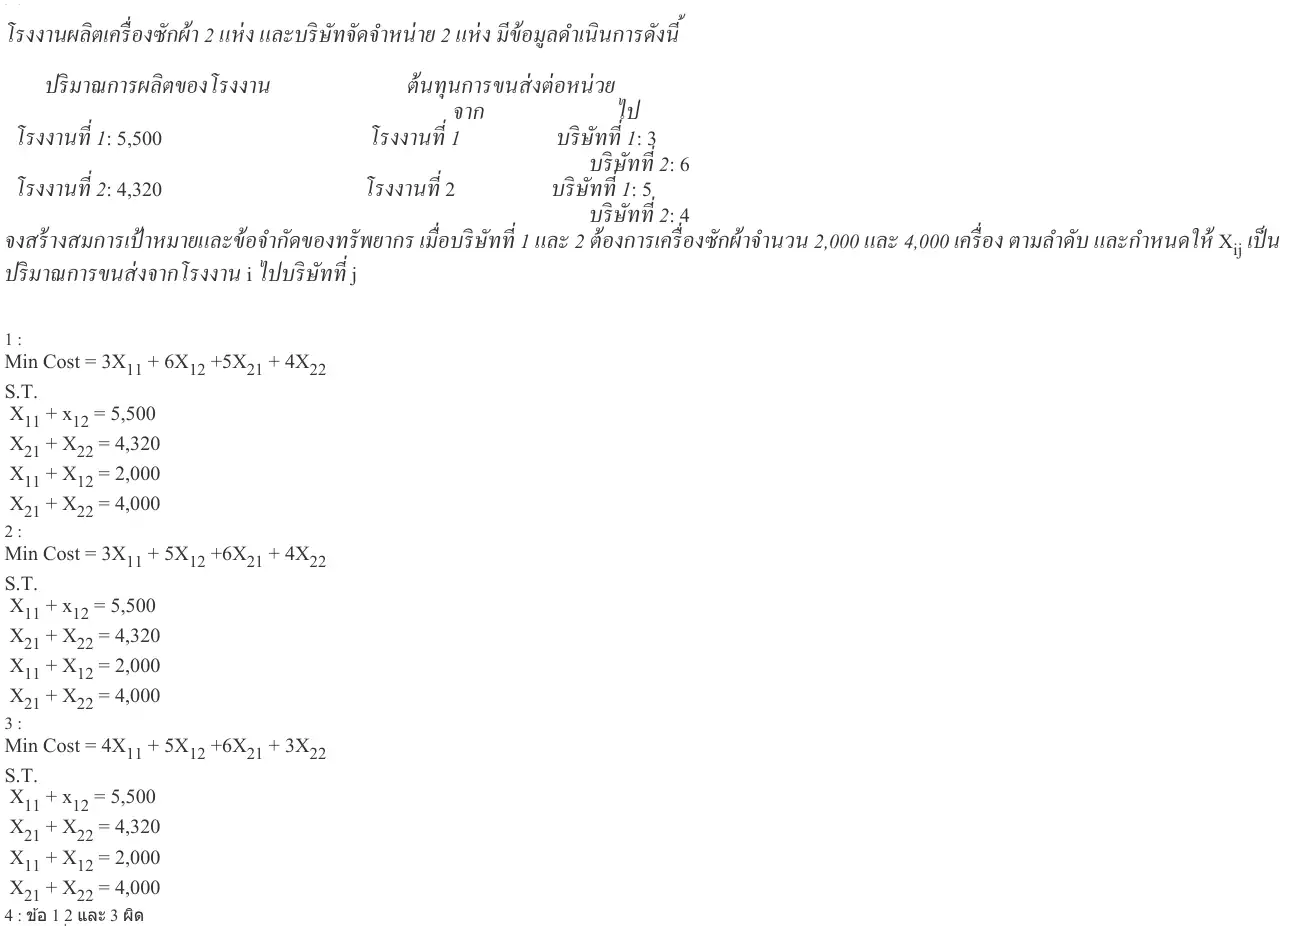 โรงงานผลิตเครื่องซักผ้า 2 แห่ง และบริษัทจัดจำหน่าย 2 แห่ง มีข้อมูลดำเนินการดังนี้
ปริมาณการผลิตของโรงงาน ต้นทุนการขนส่งต่อหน่วย
จาก ไป
โรงงานที่ 1: 5,500 โรงงานที่ 1 บริษัทที่ 1: 3
บริษัทที่ 2: 6
โรงงานที่ 2: 4,320 โรงงานที่ 2 บริษัทที่ 1: 5
บริษัทที่ 2: 4
จงสร้างสมการเป้าหมายและข้อจำกัดของทรัพยากร เมื่อบริษัทที่ 1 และ 2 ต้องการเครื่องซักผ้าจำนวน 2,000 และ 4,000 เครื่อง ตามลำดับ และกำหนดให้ Xij เป็น
ปริมาณการขนส่งจากโรงงาน i ไปบริษัทที่ j
1 :
Min Cost = 3X11 + 6X12 +5X21 + 4X22
S.T.
X11 + x12 = 5,500
X21 + X22 = 4,320
X11 + X12 = 2,000
X21 + X22 = 4,000
2 :
Min Cost = 3X11 + 5X12 +6X21 + 4X22
S.T.
X11 + x12 = 5,500
X21 + X22 = 4,320
X11 + X12 = 2,000
X21 + X22 = 4,000
3 :
Min Cost = 4X11 + 5X12 +6X21 + 3X22
S.T.
X11 + x12 = 5,500
X21 + X22 = 4,320
X11 + X12 = 2,000
X21 + X22 = 4,000
4 : ข้อ 1 2 และ 3 ผิด